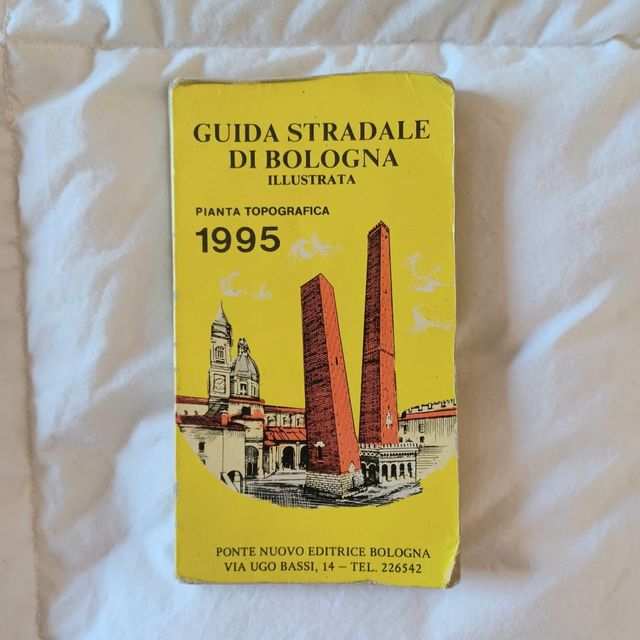 GUIDA STRADALE
DI BOLOGNA
ILLUSTRATA
PIANTA TOPOGRAFICA
1995
PONTE NUOVO EDITRICE BOLOGNA
VIA UGO BASSI, 14 – TEL. 226542